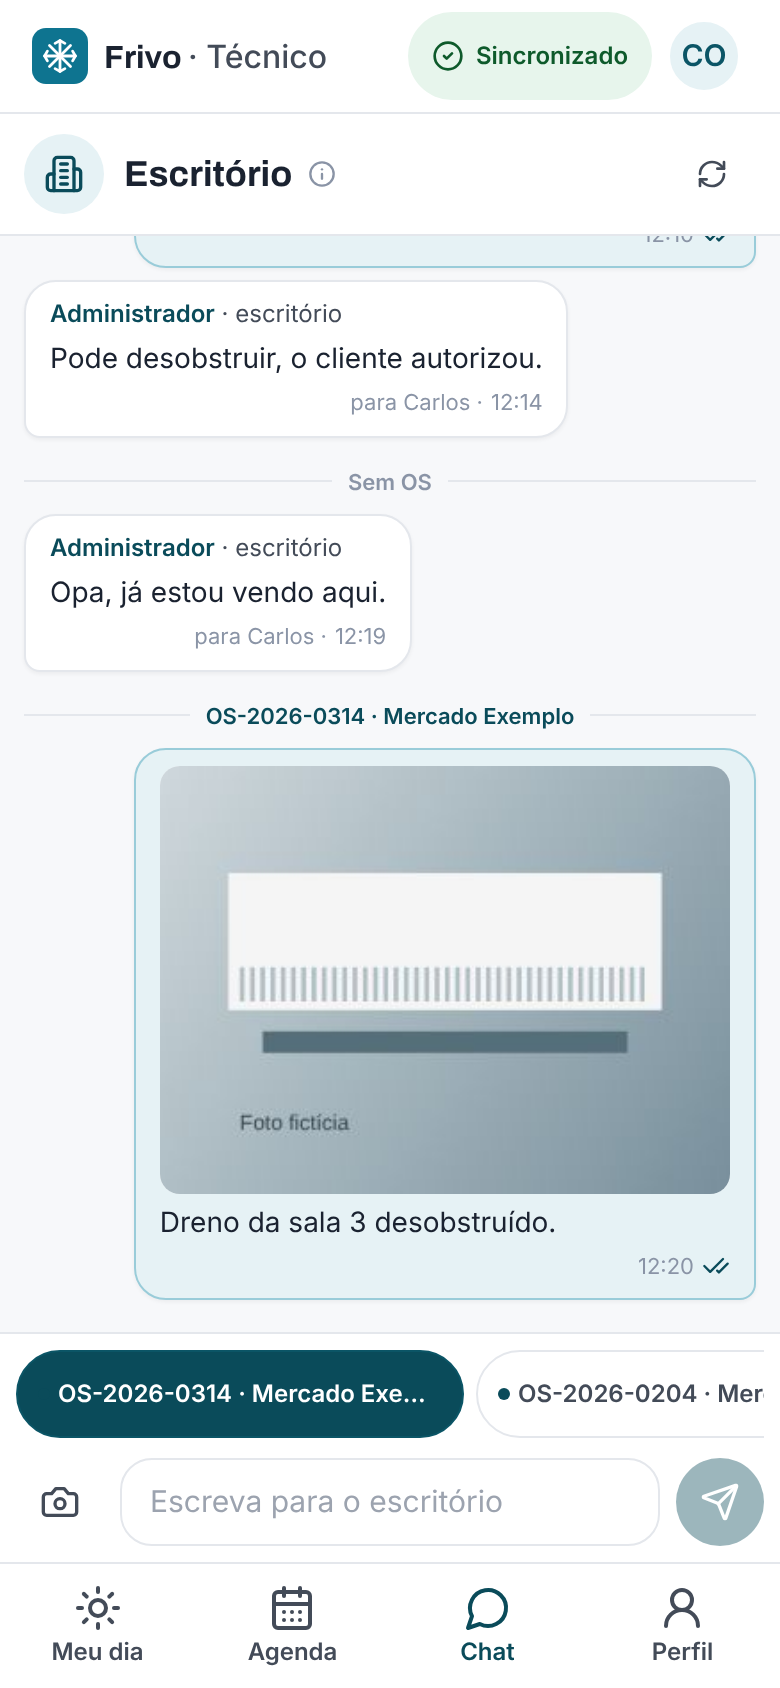 Frivo · Técnico
Sincronizado
CO
Escritório
12:10
Administrador · escritório
Pode desobstruir, o cliente autorizou.
para Carlos · 12:14
Sem OS
Administrador · escritório
Opa, já estou vendo aqui.
para Carlos · 12:19
OS-2026-0314 · Mercado Exemplo
Foto fictícia
Dreno da sala 3 desobstruído.
12:20
OS-2026-0314 · Mercado Exe...
OS-2026-0204 · Mer
Escreva para o escritório
Meu dia
Agenda
Chat
Perfil